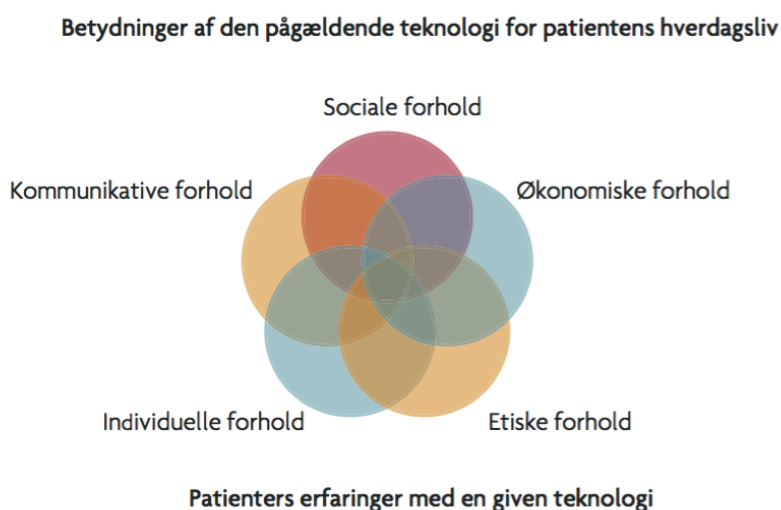 Betydninger af den pågældende teknologi for patientens hverdagsliv
Sociale forhold
Kommunikative forhold
Økonomiske forhold
Individuelle forhold
Etiske forhold
Patienters erfaringer med en given teknologi